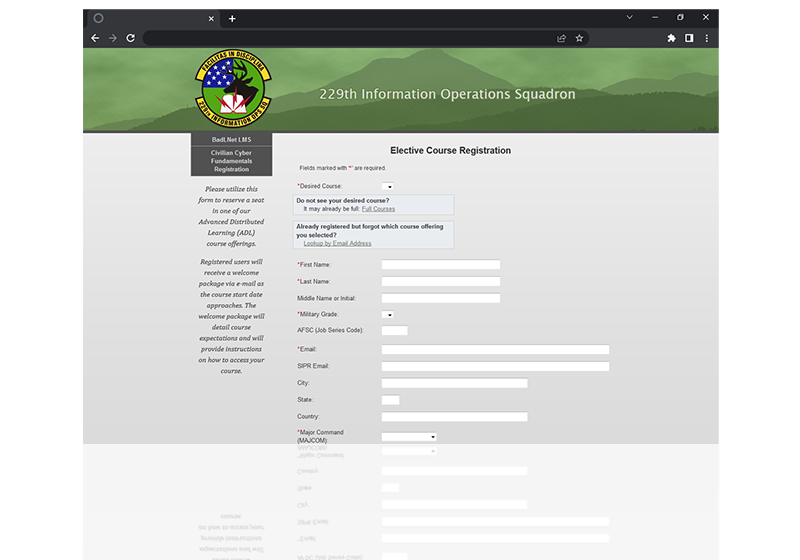 FACILITAS IN DISCIPLINA
229th INFORMATION OPS SQ
229th Information Operations Squadron
BadLNet LMS
Civilian Cyber
Fundamentals
Registration
Please utilize this
form to reserve a seat
in one of our
Advanced Distributed
Learning (ADL)
course offerings.
Registered users will
receive a welcome
package via e-mail as
the course start date
approaches. The
welcome package will
detail course
expectations and will
provide instructions
on how to access your
course.
Elective Course Registration
Fields marked with '*' are required.
*Desired Course:
Do not see your desired course?
It may already be full: Full Courses
Already registered but forgot which course offering
you selected?
Lookup by Email Address
*First Name:
*Last Name:
Middle Name or Initial:
*Military Grade:
AFSC (Job Series Code):
*Email:
SIPR Email:
City:
State:
Country:
*Major Command
(MAJCOM):